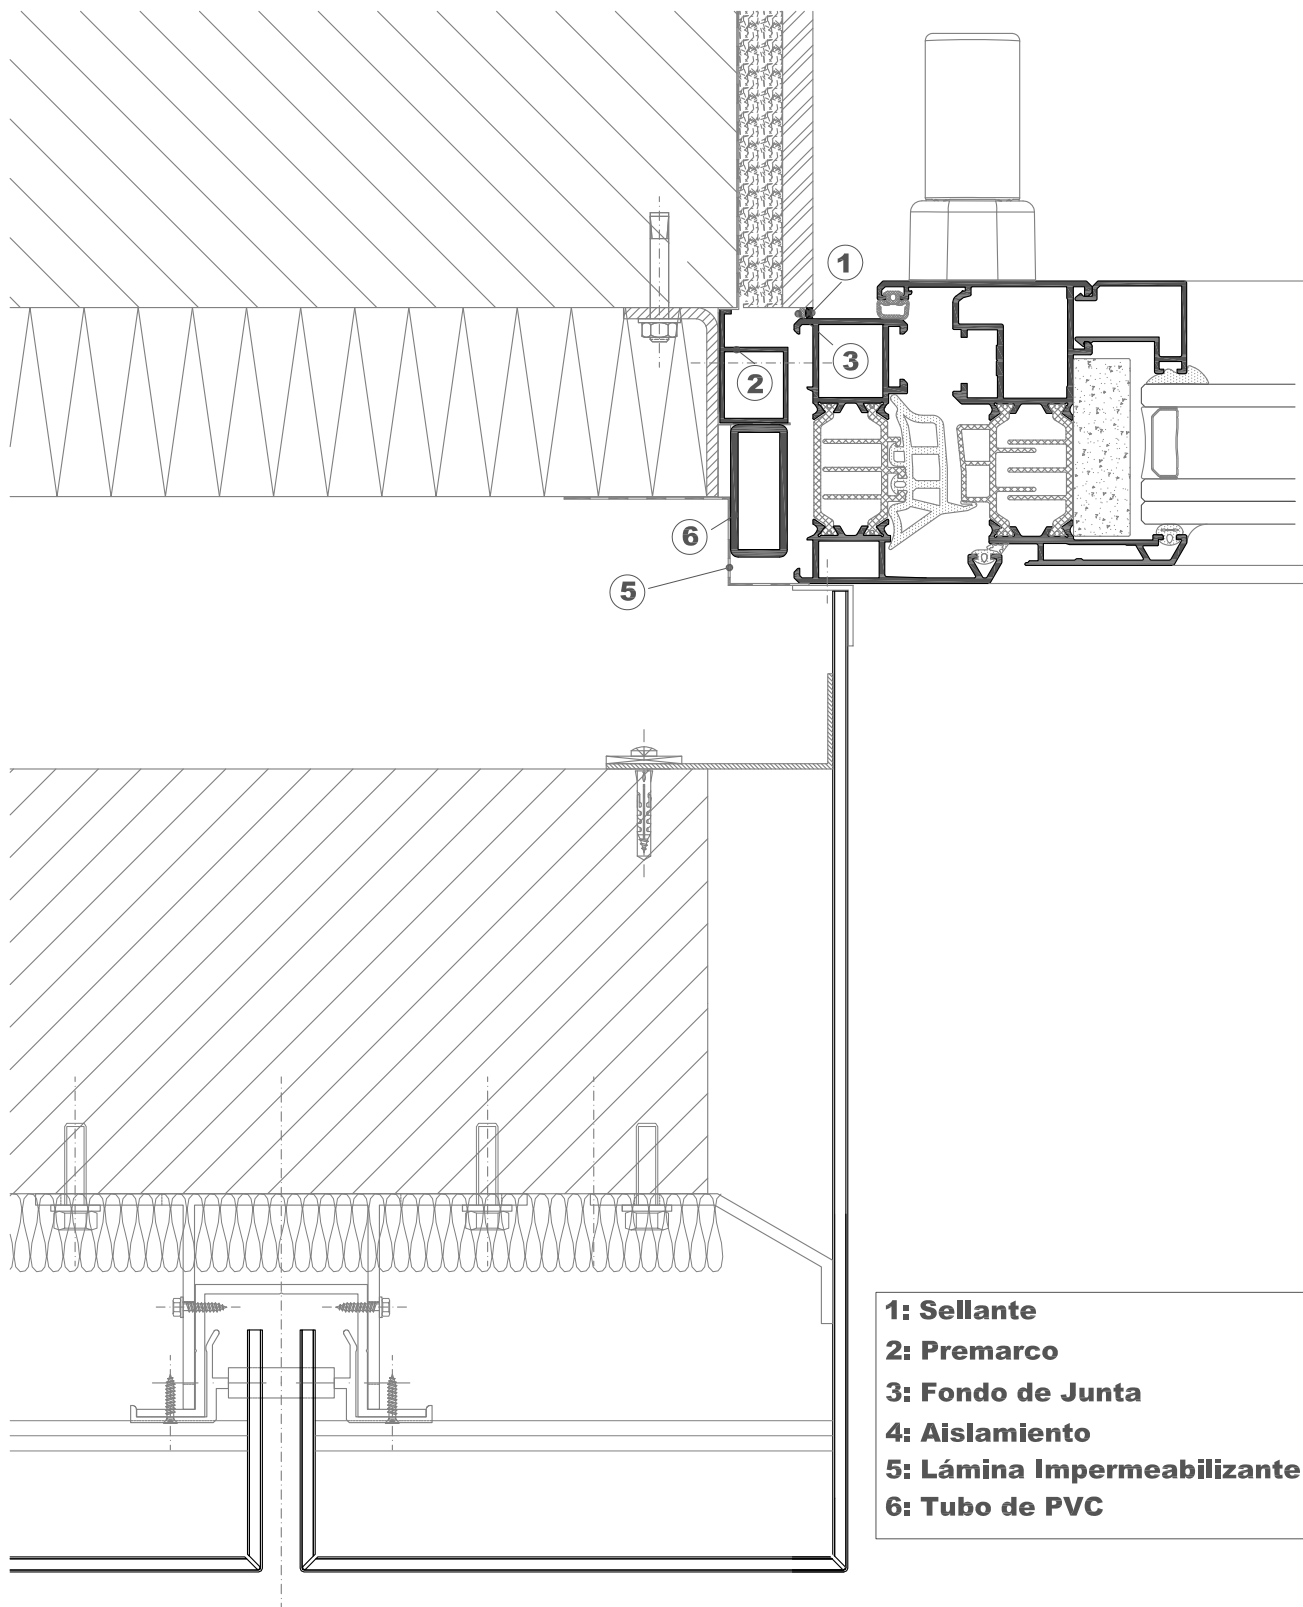 1
3
2
6
5
1: Sellante
2: Premarco
3: Fondo de Junta
4: Aislamiento
5: Lámina Impermeabilizante
6: Tubo de PVC